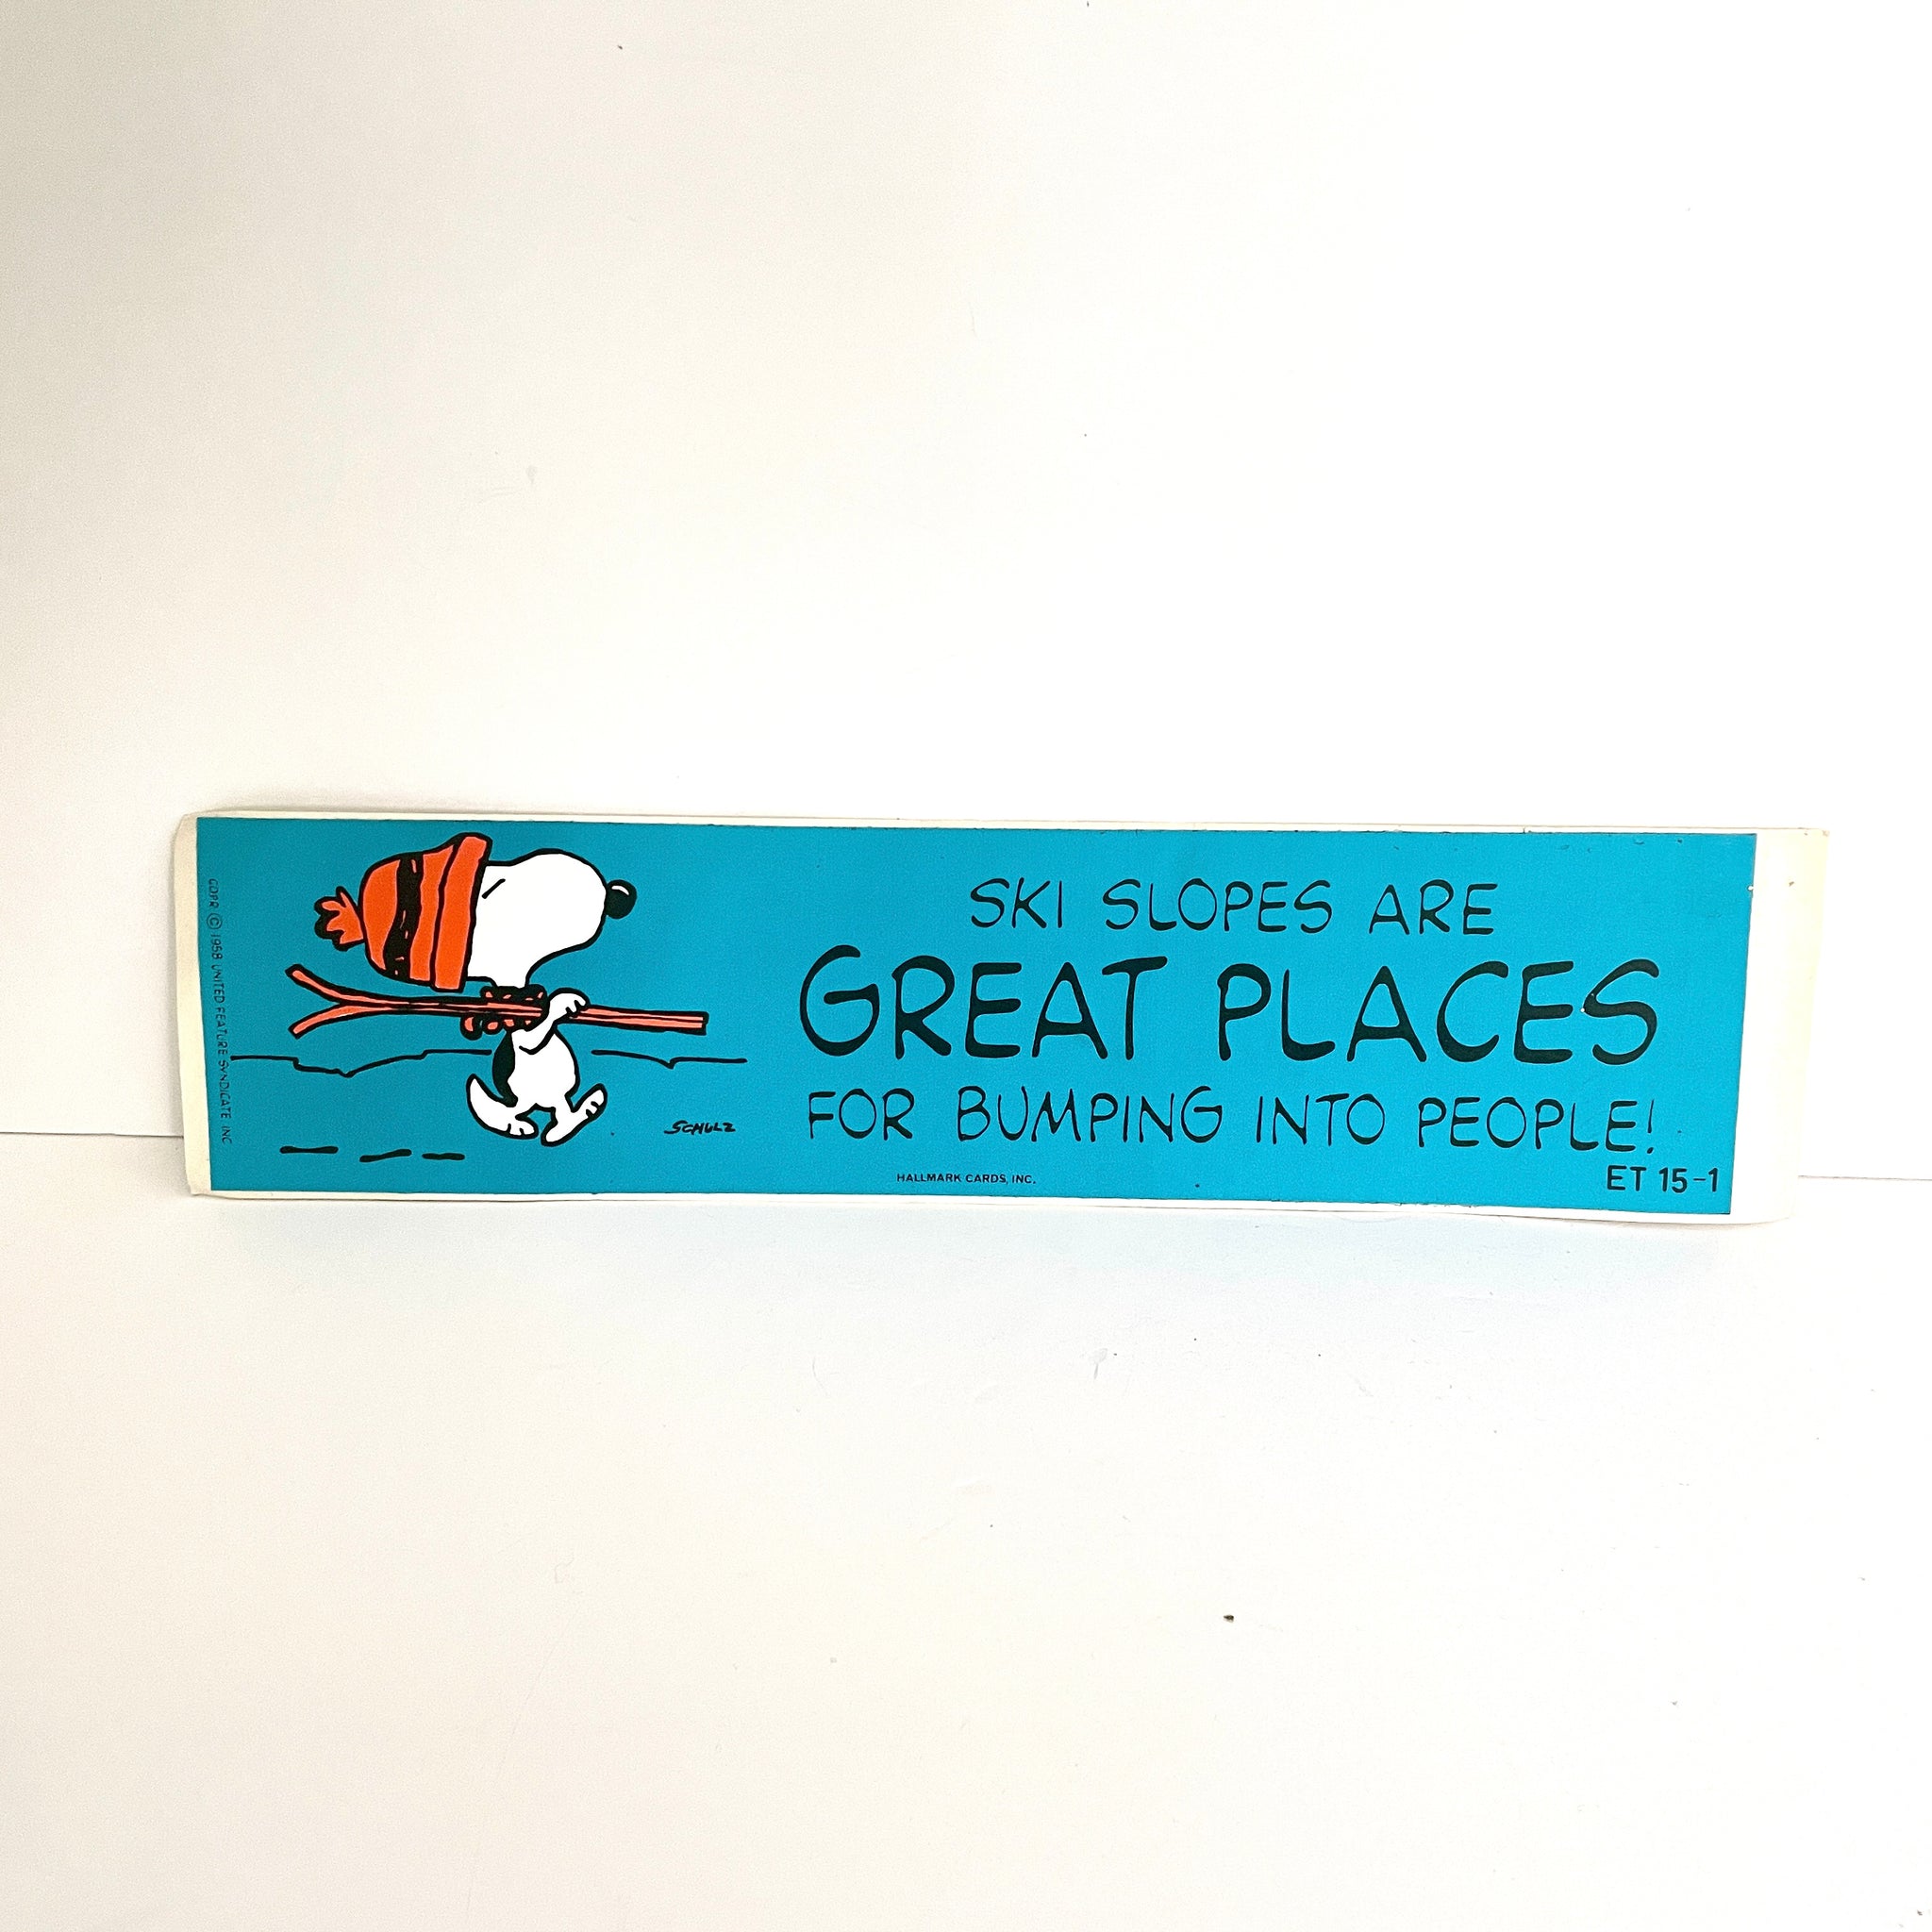 COPR © 1958 UNITED FEATURE SYNDICATE INC
SCHULZ
SKI SLOPES ARE
GREAT PLACES
FOR BUMPING INTO PEOPLE!
HALLMARK CARDS, INC.
ET 15-1